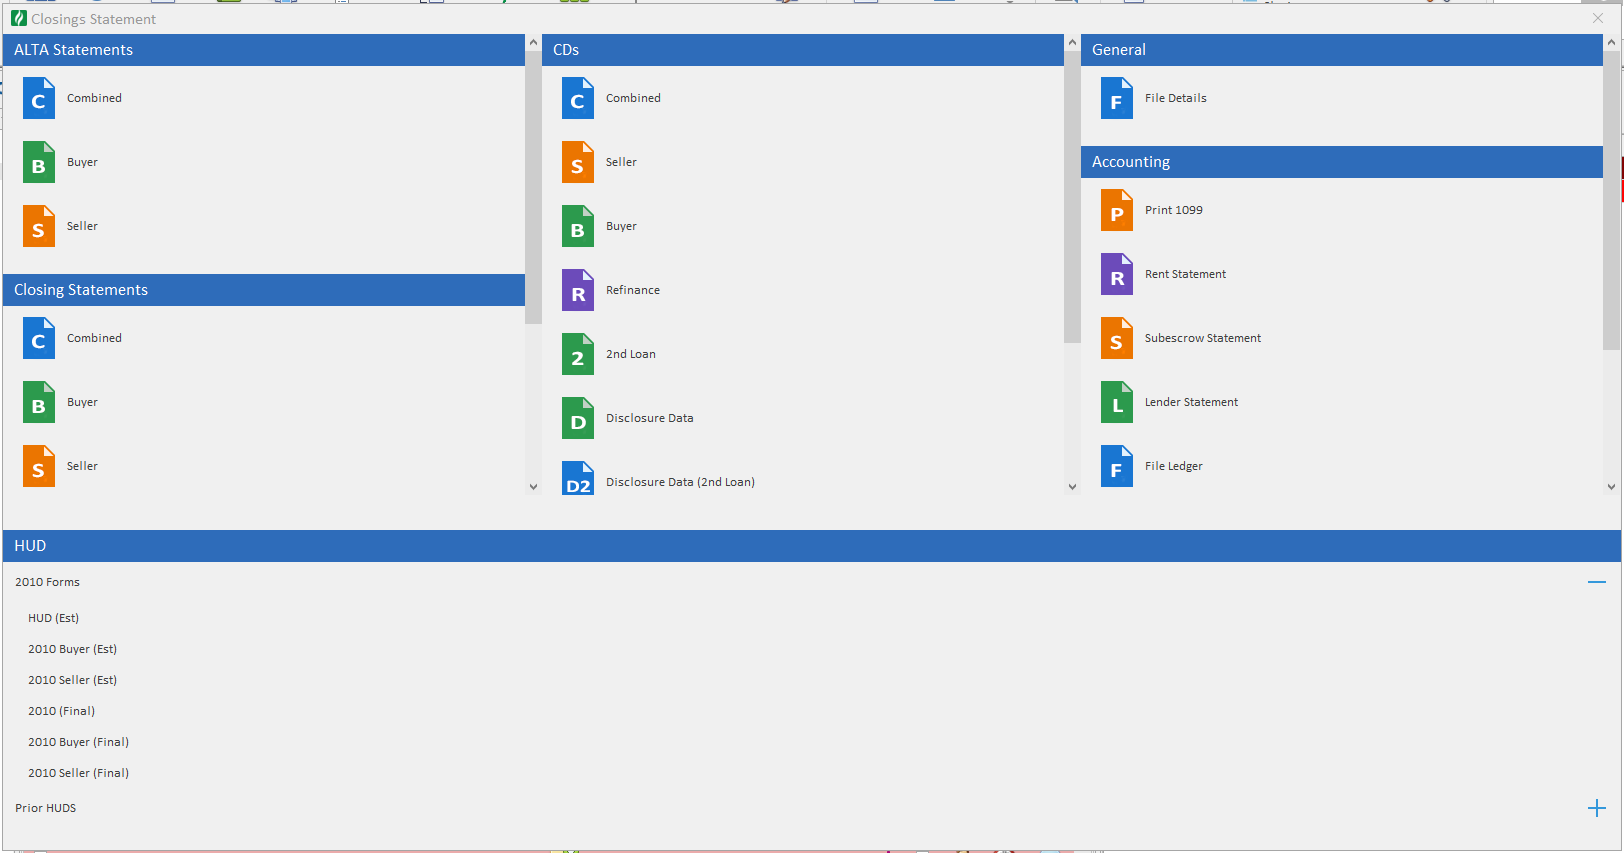 Closings Statement
ALTA Statements
C Combined
B Buyer
S Seller
Closing Statements
C Combined
B Buyer
S Seller
CDs
C Combined
S Seller
B Buyer
R Refinance
2 2nd Loan
D Disclosure Data
D2 Disclosure Data (2nd Loan)
General
F File Details
Accounting
P Print 1099
R Rent Statement
S Subescrow Statement
L Lender Statement
F File Ledger
HUD
2010 Forms
HUD (Est)
2010 Buyer (Est)
2010 Seller (Est)
2010 (Final)
2010 Buyer (Final)
2010 Seller (Final)
Prior HUDS